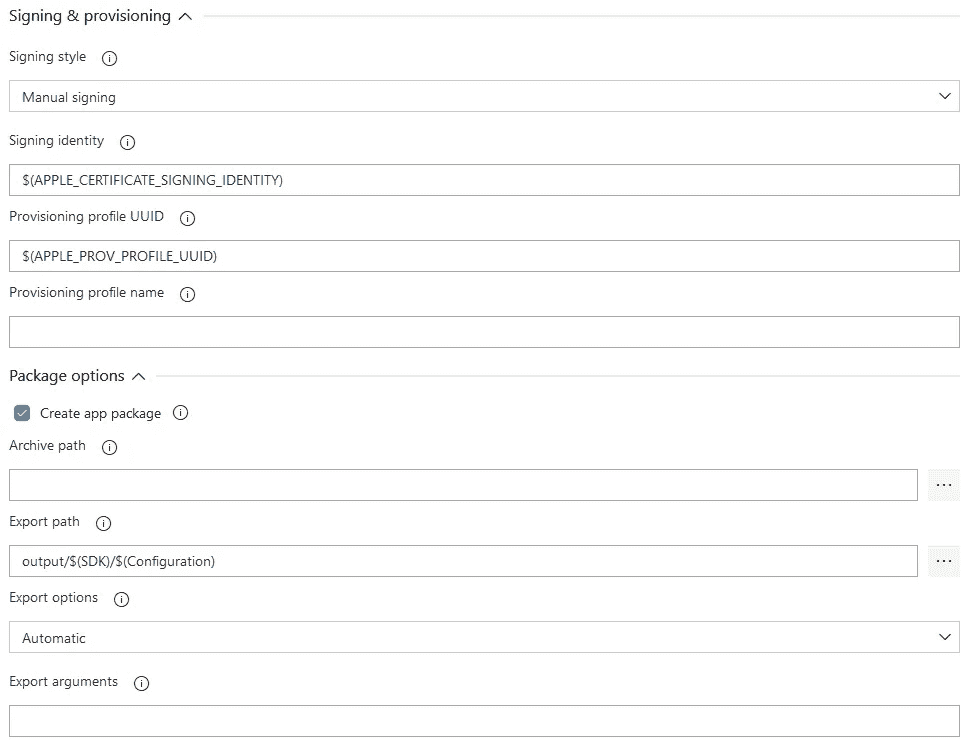 Signing & provisioning
Signing style
Manual signing
Signing identity
$(APPLE_CERTIFICATE_SIGNING_IDENTITY)
Provisioning profile UUID
$(APPLE_PROV_PROFILE_UUID)
Provisioning profile name
Package options
Create app package
Archive path
...
Export path
output/$(SDK)/$(Configuration)
...
Export options
Automatic
Export arguments